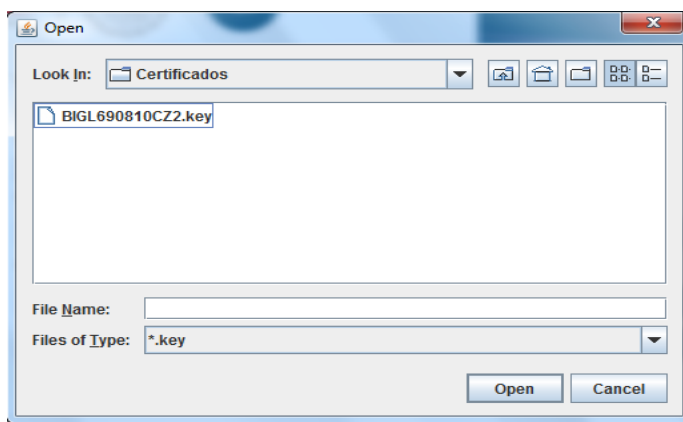 Open
Look In: Certificados
BIGL690810CZ2.key
File Name:
Files of Type: *.key
Open Cancel